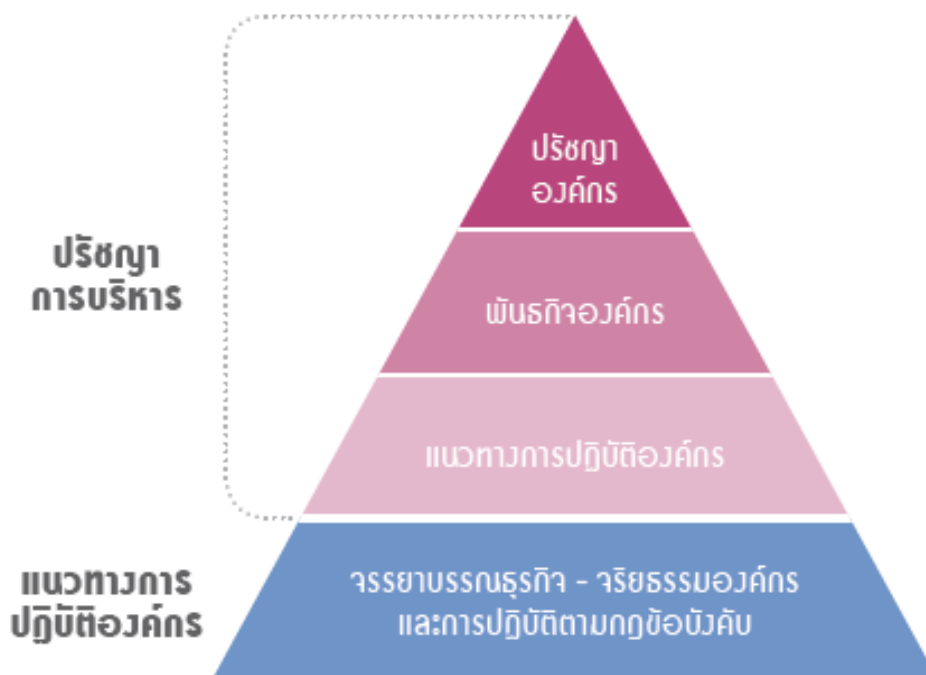 ปรัชญา
องค์กร
ปรัชญา
การบริหาร
พันธกิจองค์กร
แนวทางการปฏิบัติองค์กร
แนวทางการ
ปฏิบัติองค์กร
จรรยาบรรณธุรกิจ - จริยธรรมองค์กร
และการปฏิบัติตามกฎข้อบังคับ